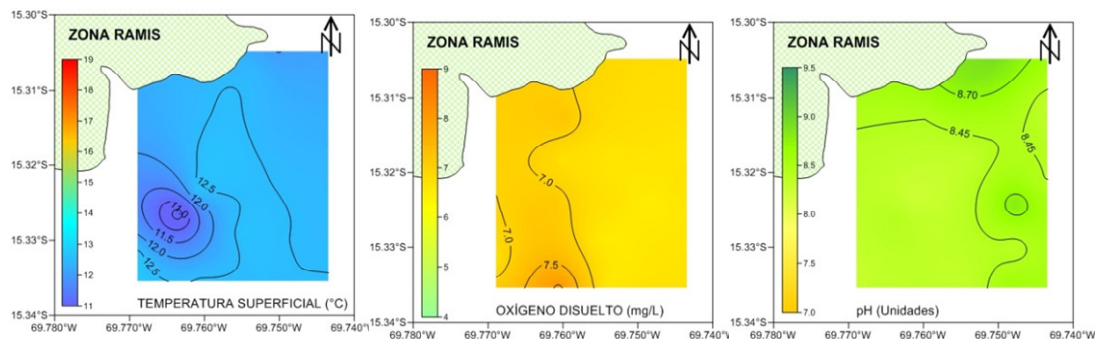 15.30°S
ZONA RAMIS
N
19
18
17
16
15
14
13
12
11
15.31°S
15.32°S
15.33°S
15.34°S
12.5
12.0
11.0
11.5
12.0
12.5
TEMPERATURA SUPERFICIAL (°C)
69.780°W
69.770°W
69.760°W
69.750°W
69.740°W
15.30°S
ZONA RAMIS
N
9
8
7
6
5
4
15.31°S
15.32°S
15.33°S
15.34°S
7.0
7.0
7.5
OXÍGENO DISUELTO (mg/L)
69.780°W
69.770°W
69.760°W
69.750°W
69.740°W
15.30°S
ZONA RAMIS
N
9.5
9.0
8.5
8.0
7.5
7.0
15.31°S
15.32°S
15.33°S
15.34°S
8.70
8.45
8.45
pH (Unidades)
69.780°W
69.770°W
69.760°W
69.750°W
69.740°W